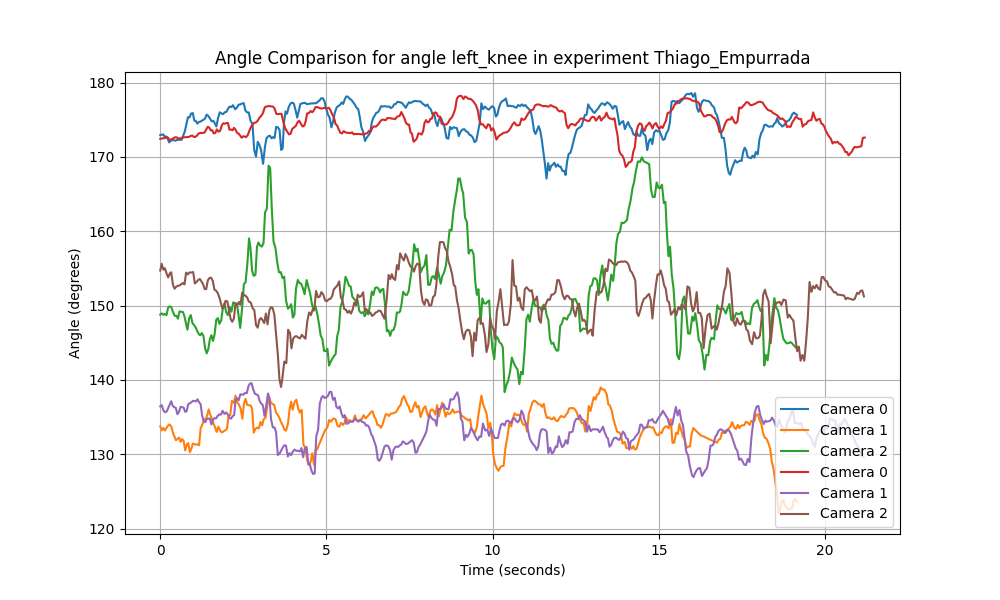 Angle Comparison for angle left_knee in experiment Thiago_Empurrada
180
170
160
150
140
130
120
Angle (degrees)
0
5
10
15
20
Time (seconds)
Camera 0
Camera 1
Camera 2
Camera 0
Camera 1
Camera 2